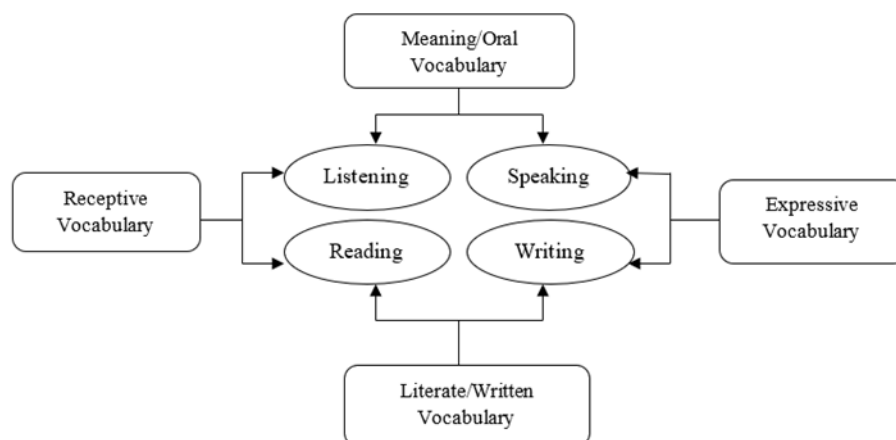 Meaning/Oral
Vocabulary
Listening
Speaking
Receptive
Vocabulary
Expressive
Vocabulary
Reading
Writing
Literate/Written
Vocabulary